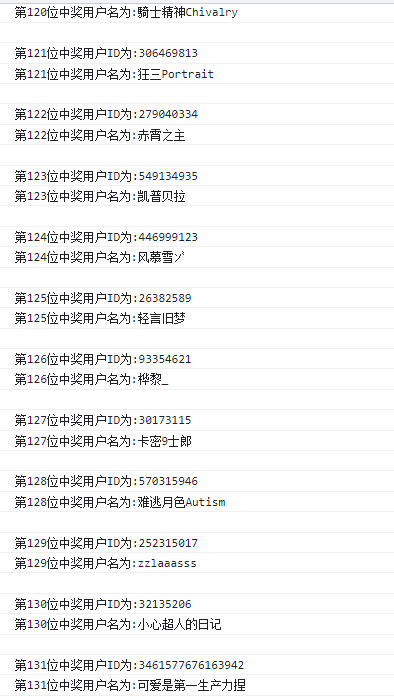 第120位中奖用户名为:騎士精神Chivalry
第121位中奖用户ID为:306469813
第121位中奖用户名为:狂三Portrait
第122位中奖用户ID为:279040334
第122位中奖用户名为:赤霄之主
第123位中奖用户ID为:549134935
第123位中奖用户名为:凯普贝拉
第124位中奖用户ID为:446999123
第124位中奖用户名为:风慕雪ゾ
第125位中奖用户ID为:26382589
第125位中奖用户名为:轻言旧梦
第126位中奖用户ID为:93354621
第126位中奖用户名为:桦黎_
第127位中奖用户ID为:30173115
第127位中奖用户名为:卡密9士郎
第128位中奖用户ID为:570315946
第128位中奖用户名为:难逃月色Autism
第129位中奖用户ID为:252315017
第129位中奖用户名为:zzlaaasss
第130位中奖用户ID为:32135206
第130位中奖用户名为:小心超人的日记
第131位中奖用户ID为:3461577676163942
第131位中奖用户名为:可爱是第一生产力捏